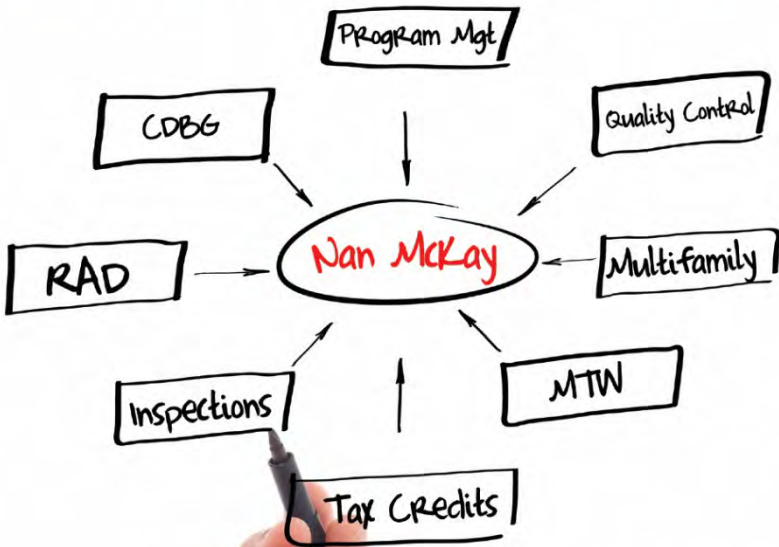 Program Mgt
CDBG
Quality Control
Nan McKay
RAD
Multifamily
Inspections
MTW
Tax Credits